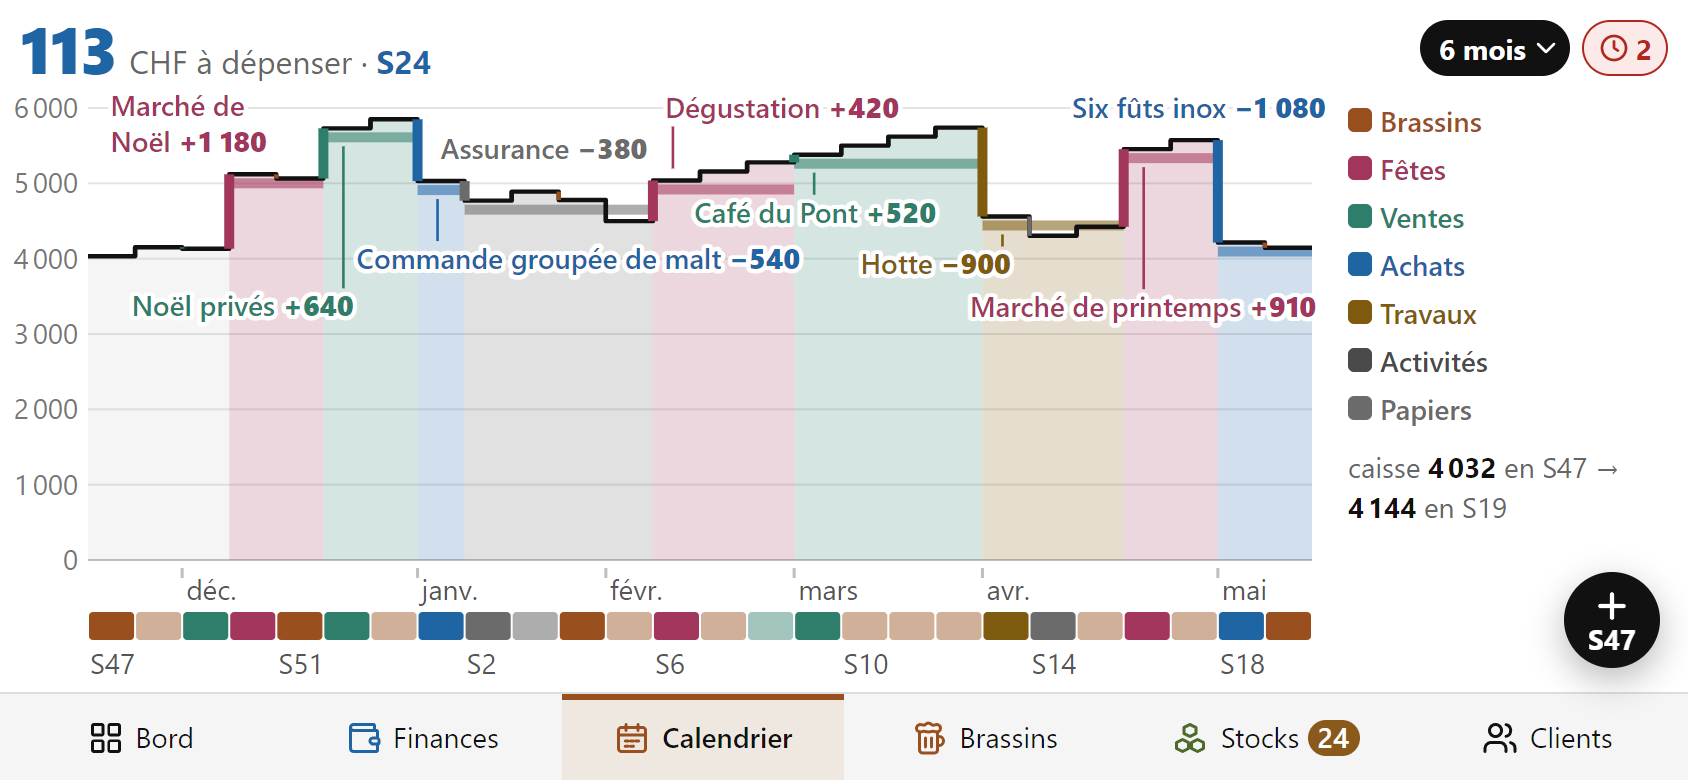 113 CHF à dépenser · S24
6 mois
2
6 000
5 000
4 000
3 000
2 000
1 000
0
Marché de
Noël +1 180
Noël privés +640
Assurance −380
Commande groupée de malt −540
Dégustation +420
Café du Pont +520
Hotte −900
Marché de printemps +910
Six fûts inox −1 080
Brassins
Fêtes
Ventes
Achats
Travaux
Activités
Papiers
caisse 4 032 en S47 →
4 144 en S19
déc. janv. févr. mars avr. mai
S47 S51 S2 S6 S10 S14 S18
+
S47
Bord Finances Calendrier Brassins Stocks 24 Clients